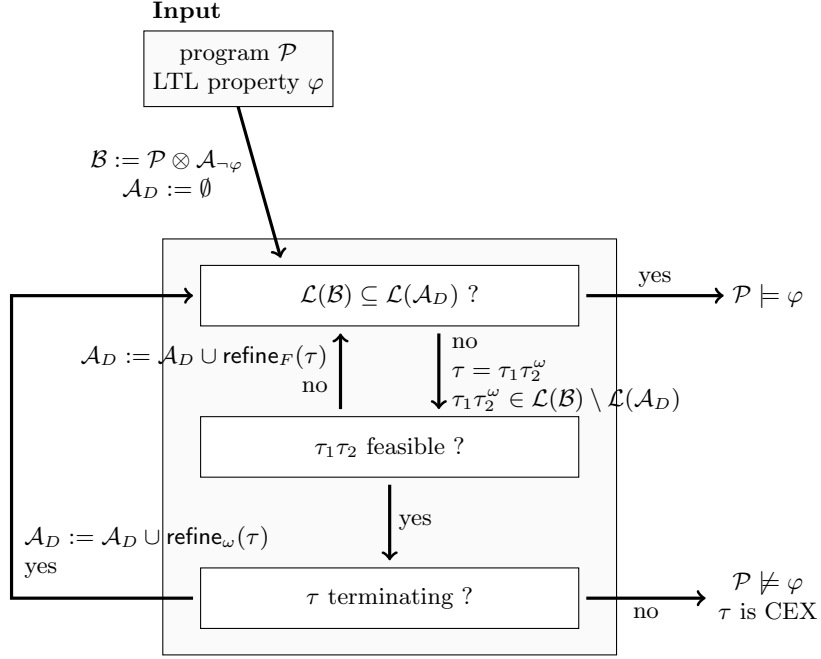 Input
program 𝒫
LTL property φ
ℬ := 𝒫 ⊗ 𝒜¬φ
𝒜D := ∅
ℒ(ℬ) ⊆ ℒ(𝒜D) ?
yes
𝒫 ⊨ φ
𝒜D := 𝒜D ∪ refineF(τ)
no
no
τ = τ₁τ₂^ω
τ₁τ₂^ω ∈ ℒ(ℬ) \ ℒ(𝒜D)
τ₁τ₂ feasible ?
yes
𝒜D := 𝒜D ∪ refineω(τ)
yes
τ terminating ?
no
𝒫 ⊭ φ
τ is CEX